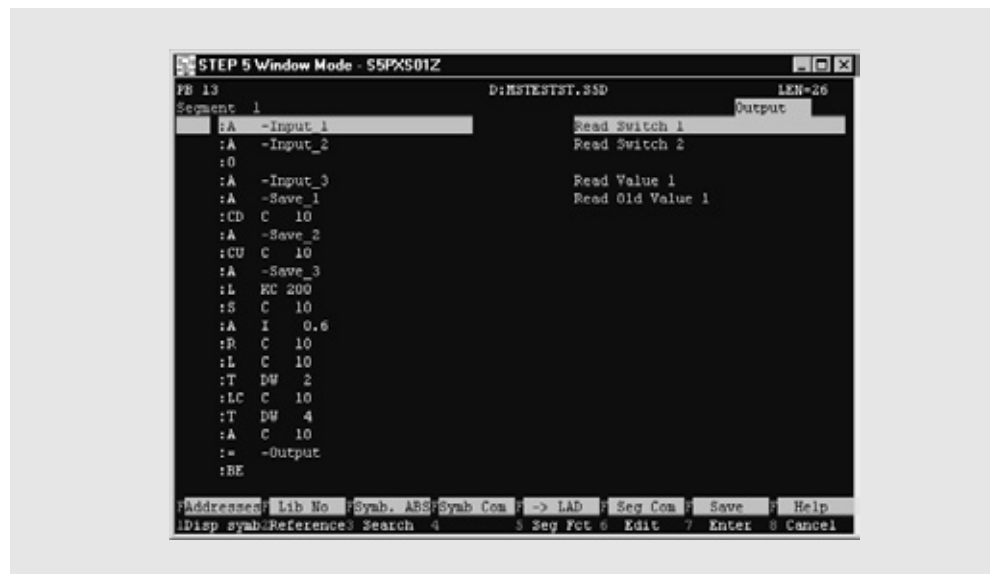 STEP 5 Window Mode - S5PXS01Z
PB 13 D:MSTESTST.S5D LEN=26
Segment 1 Output
:A -Input_1 Read Switch 1
:A -Input_2 Read Switch 2
:O
:A -Input_3 Read Value 1
:A -Save_1 Read Old Value 1
:CD C 10
:A -Save_2
:CU C 10
:A -Save_3
:L KC 200
:S C 10
:A I 0.6
:R C 10
:L C 10
:T DW 2
:LC C 10
:T DW 4
:A C 10
:= -Output
:BE
F Addresses F Lib No F Symb. ABS F Symb Com F -> LAD F Seg Com F Save F Help
1 Disp symb 2 Reference 3 Search 4 5 Seg Fct 6 Edit 7 Enter 8 Cancel